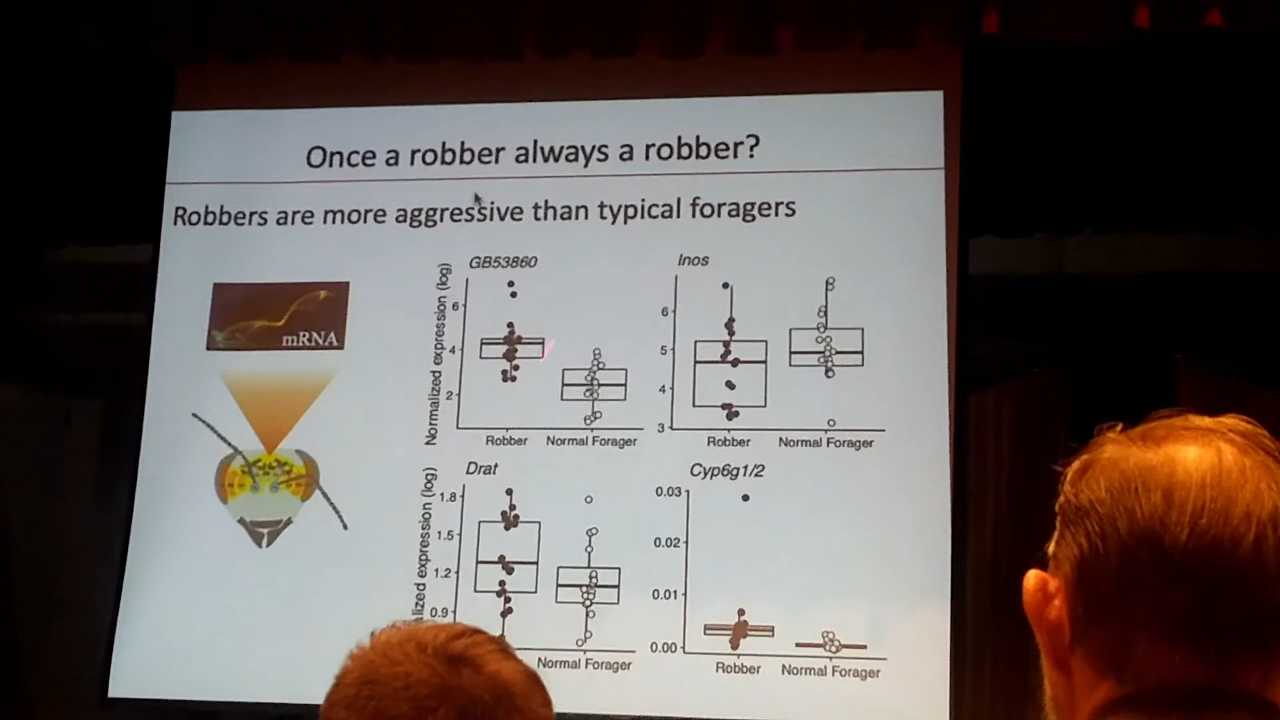 Once a robber always a robber?
Robbers are more aggressive than typical foragers
mRNA
GB53860
Normalized expression (log)
6
4
2
Robber
Normal Forager
Inos
6
5
4
3
Robber
Normal Forager
Drat
expression (log)
1.8
1.5
1.2
0.9
Normal Forager
Cyp6g1/2
0.03
0.02
0.01
0.00
Robber
Normal Forager